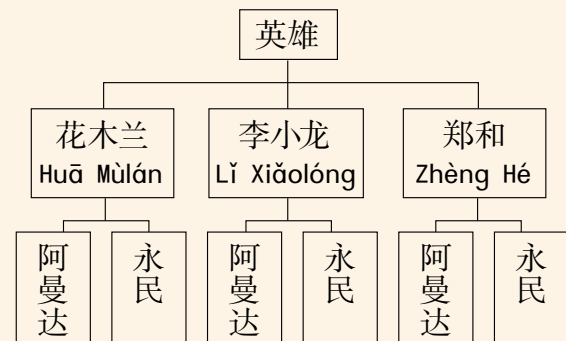 英雄
花木兰
Huā Mùlán
李小龙
Lǐ Xiǎolóng
郑和
Zhèng Hé
阿曼达
永民
阿曼达
永民
阿曼达
永民